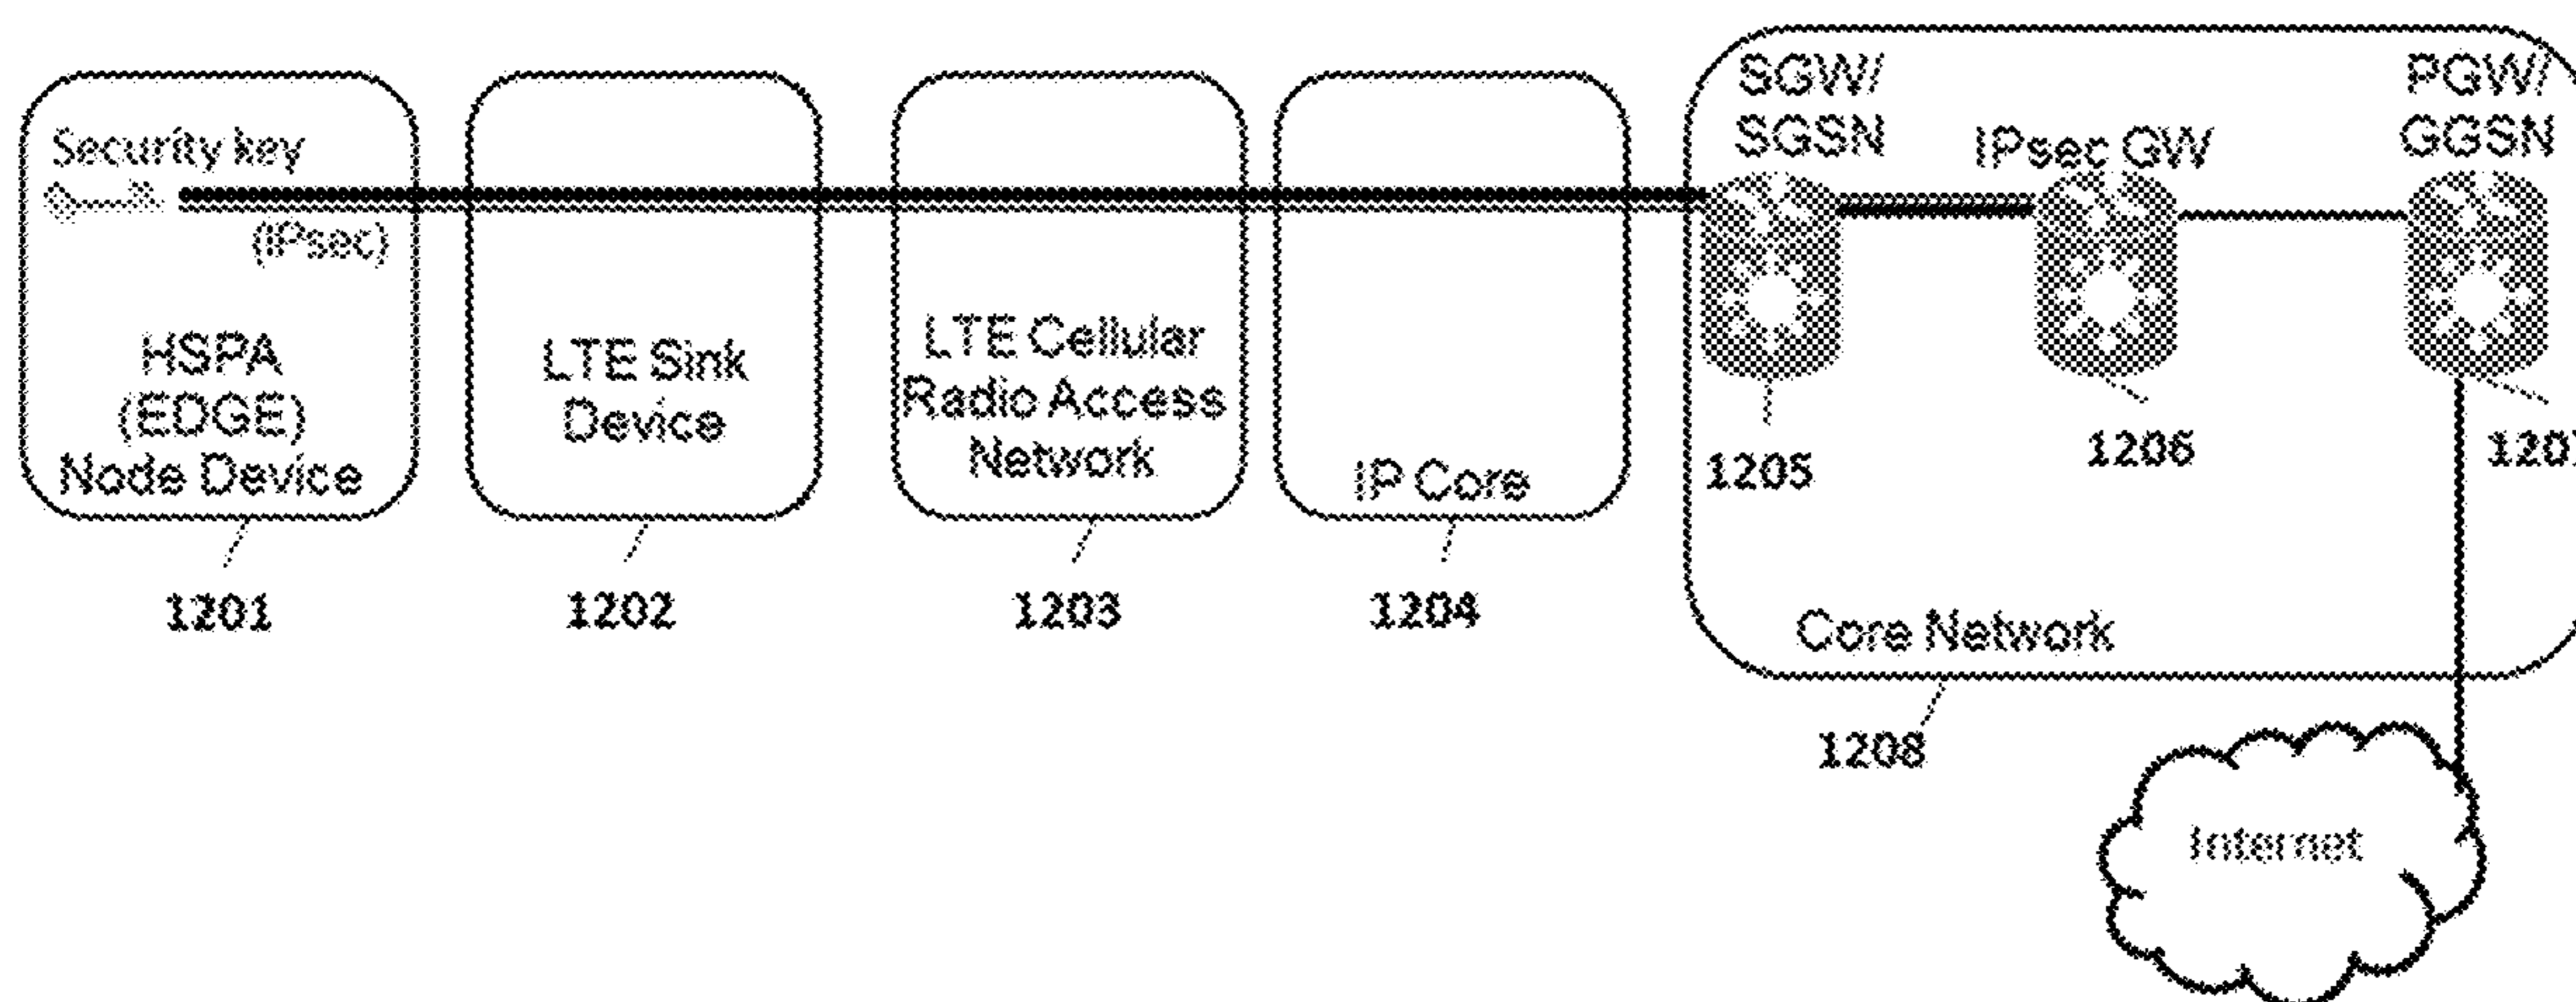 Security key
(IPsec)
HSPA
(EDGE)
Node Device
1201
LTE Sink
Device
1202
LTE Cellular
Radio Access
Network
1203
IP Core
1204
SGW/
SGSN
1205
IPsec GW
1206
PGW/
GGSN
Core Network
1208
Internet